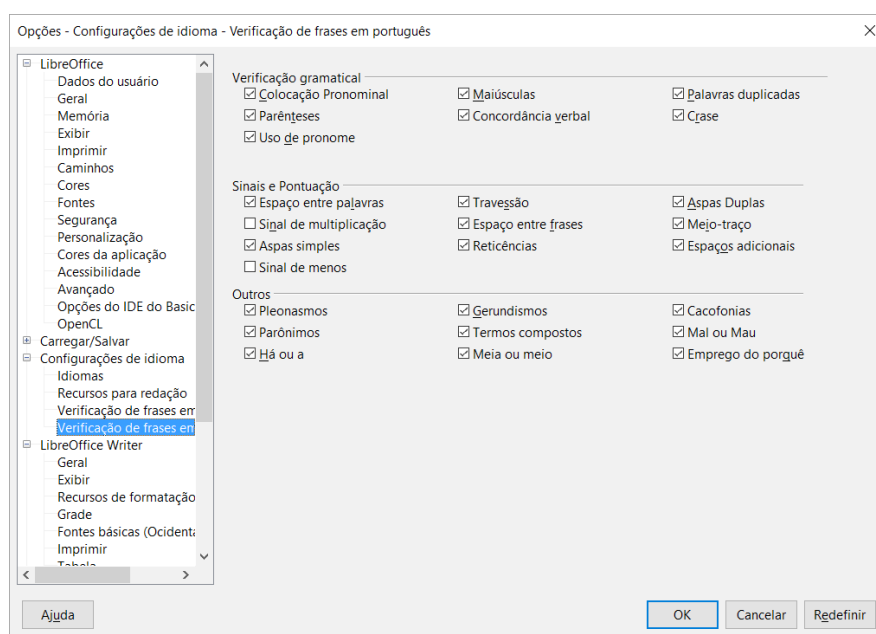 Opções - Configurações de idioma - Verificação de frases em português
LibreOffice
Dados do usuário
Geral
Memória
Exibir
Imprimir
Caminhos
Cores
Fontes
Segurança
Personalização
Cores da aplicação
Acessibilidade
Avançado
Opções do IDE do Basic
OpenCL
Carregar/Salvar
Configurações de idioma
Idiomas
Recursos para redação
Verificação de frases em
Verificação de frases en
LibreOffice Writer
Geral
Exibir
Recursos de formatação
Grade
Fontes básicas (Ocidenta
Imprimir
Tabela
Verificação gramatical
Colocação Pronominal Maiúsculas Palavras duplicadas
Parênteses Concordância verbal Crase
Uso de pronome
Sinais e Pontuação
Espaço entre palavras Travessão Aspas Duplas
Sinal de multiplicação Espaço entre frases Meio-traço
Aspas simples Reticências Espaços adicionais
Sinal de menos
Outros
Pleonasmos Gerundismos Cacofonias
Parônimos Termos compostos Mal ou Mau
Há ou a Meia ou meio Emprego do porquê
Ajuda OK Cancelar Redefinir